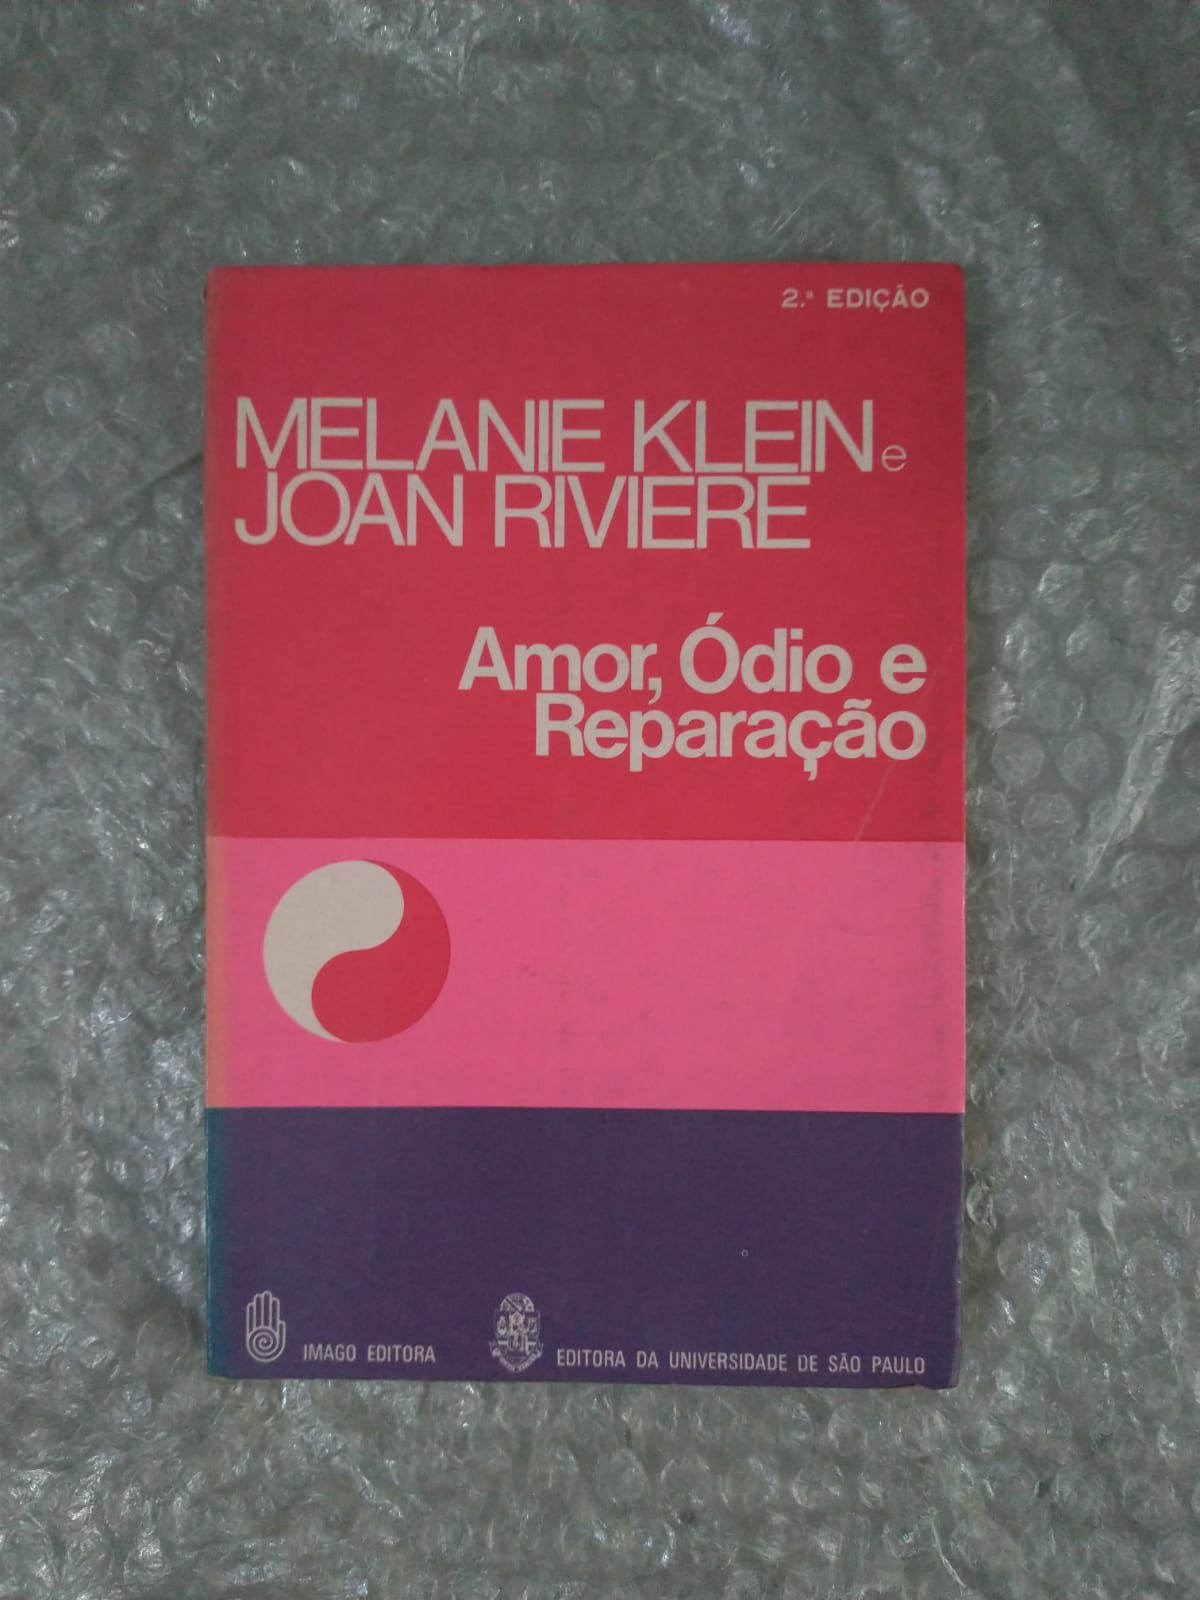 2.ª EDIÇÃO
MELANIE KLEIN e
JOAN RIVIERE
Amor, Ódio e
Reparação
IMAGO EDITORA
EDITORA DA UNIVERSIDADE DE SÃO PAULO